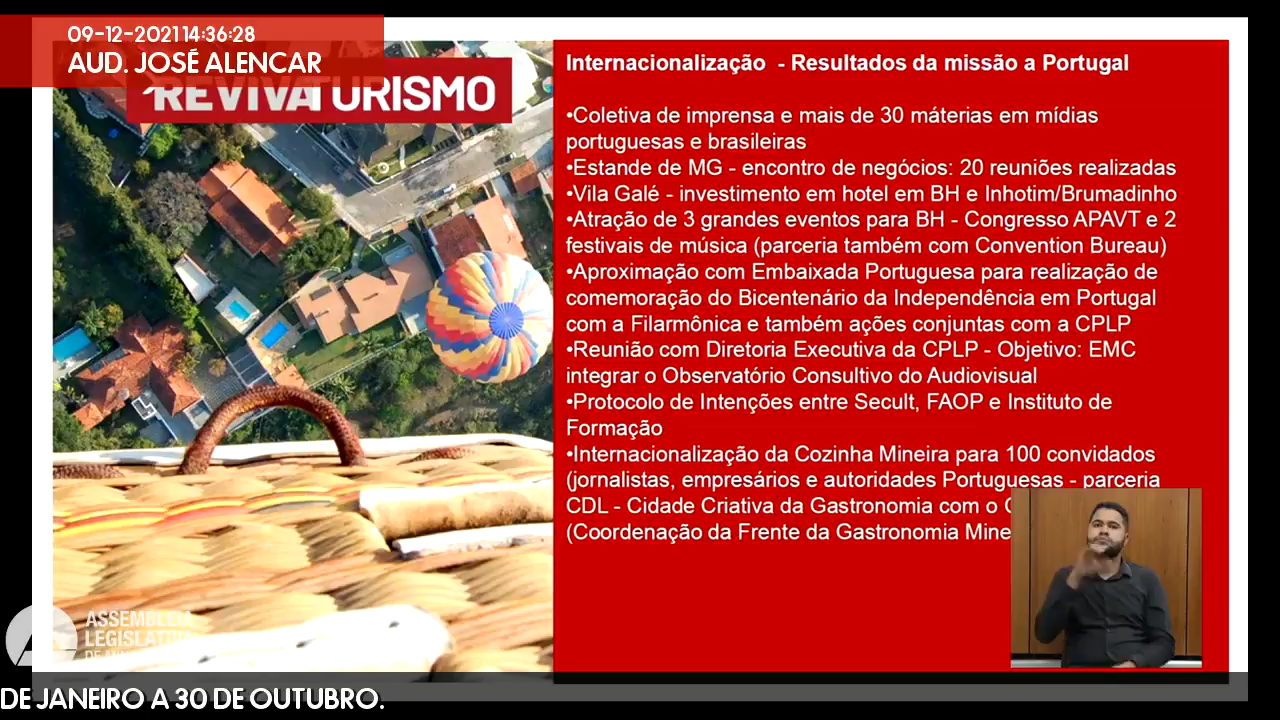 09-12-2021 14:36:28
AUD. JOSÉ ALENCAR
REVIVA TURISMO
Internacionalização - Resultados da missão a Portugal
•Coletiva de imprensa e mais de 30 máterias em mídias
portuguesas e brasileiras
•Estande de MG - encontro de negócios: 20 reuniões realizadas
•Vila Galé - investimento em hotel em BH e Inhotim/Brumadinho
•Atração de 3 grandes eventos para BH - Congresso APAVT e 2
festivais de música (parceria também com Convention Bureau)
•Aproximação com Embaixada Portuguesa para realização de
comemoração do Bicentenário da Independência em Portugal
com a Filarmônica e também ações conjuntas com a CPLP
•Reunião com Diretoria Executiva da CPLP - Objetivo: EMC
integrar o Observatório Consultivo do Audiovisual
•Protocolo de Intenções entre Secult, FAOP e Instituto de
Formação
•Internacionalização da Cozinha Mineira para 100 convidados
(jornalistas, empresários e autoridades Portuguesas - parceria
CDL - Cidade Criativa da Gastronomia com o
(Coordenação da Frente da Gastronomia Mine
ASSEMBLEIA
LEGISLATIVA
DE JANEIRO A 30 DE OUTUBRO.